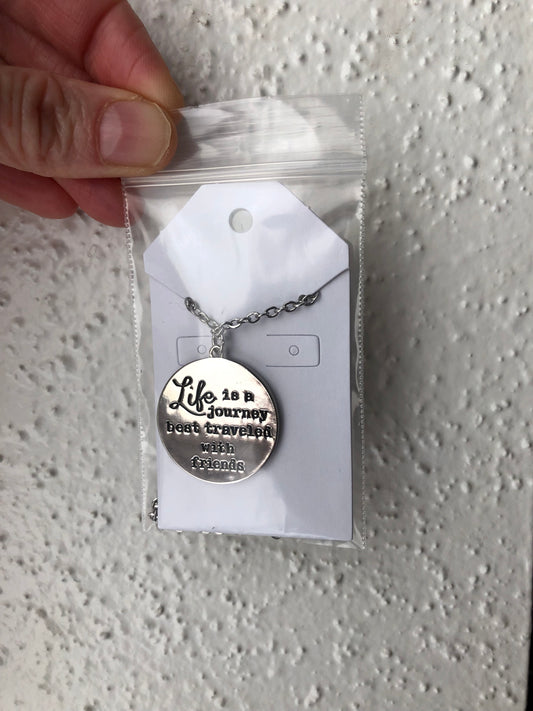 Life is a
journey
best traveled
with
friends